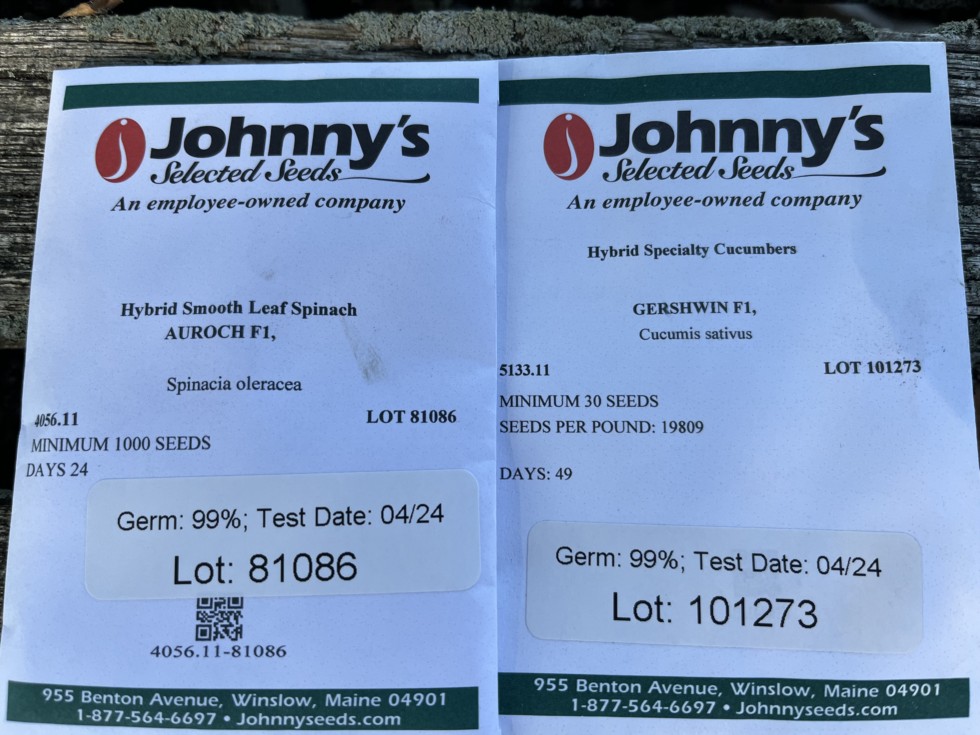 Johnny's
Selected Seeds
An employee-owned company
Hybrid Smooth Leaf Spinach
AUROCH F1,
Spinacia oleracea
4056.11 LOT 81086
MINIMUM 1000 SEEDS
DAYS 24
Germ: 99%; Test Date: 04/24
Lot: 81086
4056.11-81086
955 Benton Avenue, Winslow, Maine 04901
1-877-564-6697 • Johnnyseeds.com
Johnny's
Selected Seeds
An employee-owned company
Hybrid Specialty Cucumbers
GERSHWIN F1,
Cucumis sativus
5133.11 LOT 101273
MINIMUM 30 SEEDS
SEEDS PER POUND: 19809
DAYS: 49
Germ: 99%; Test Date: 04/24
Lot: 101273
955 Benton Avenue, Winslow, Maine 04901
1-877-564-6697 • Johnnyseeds.com